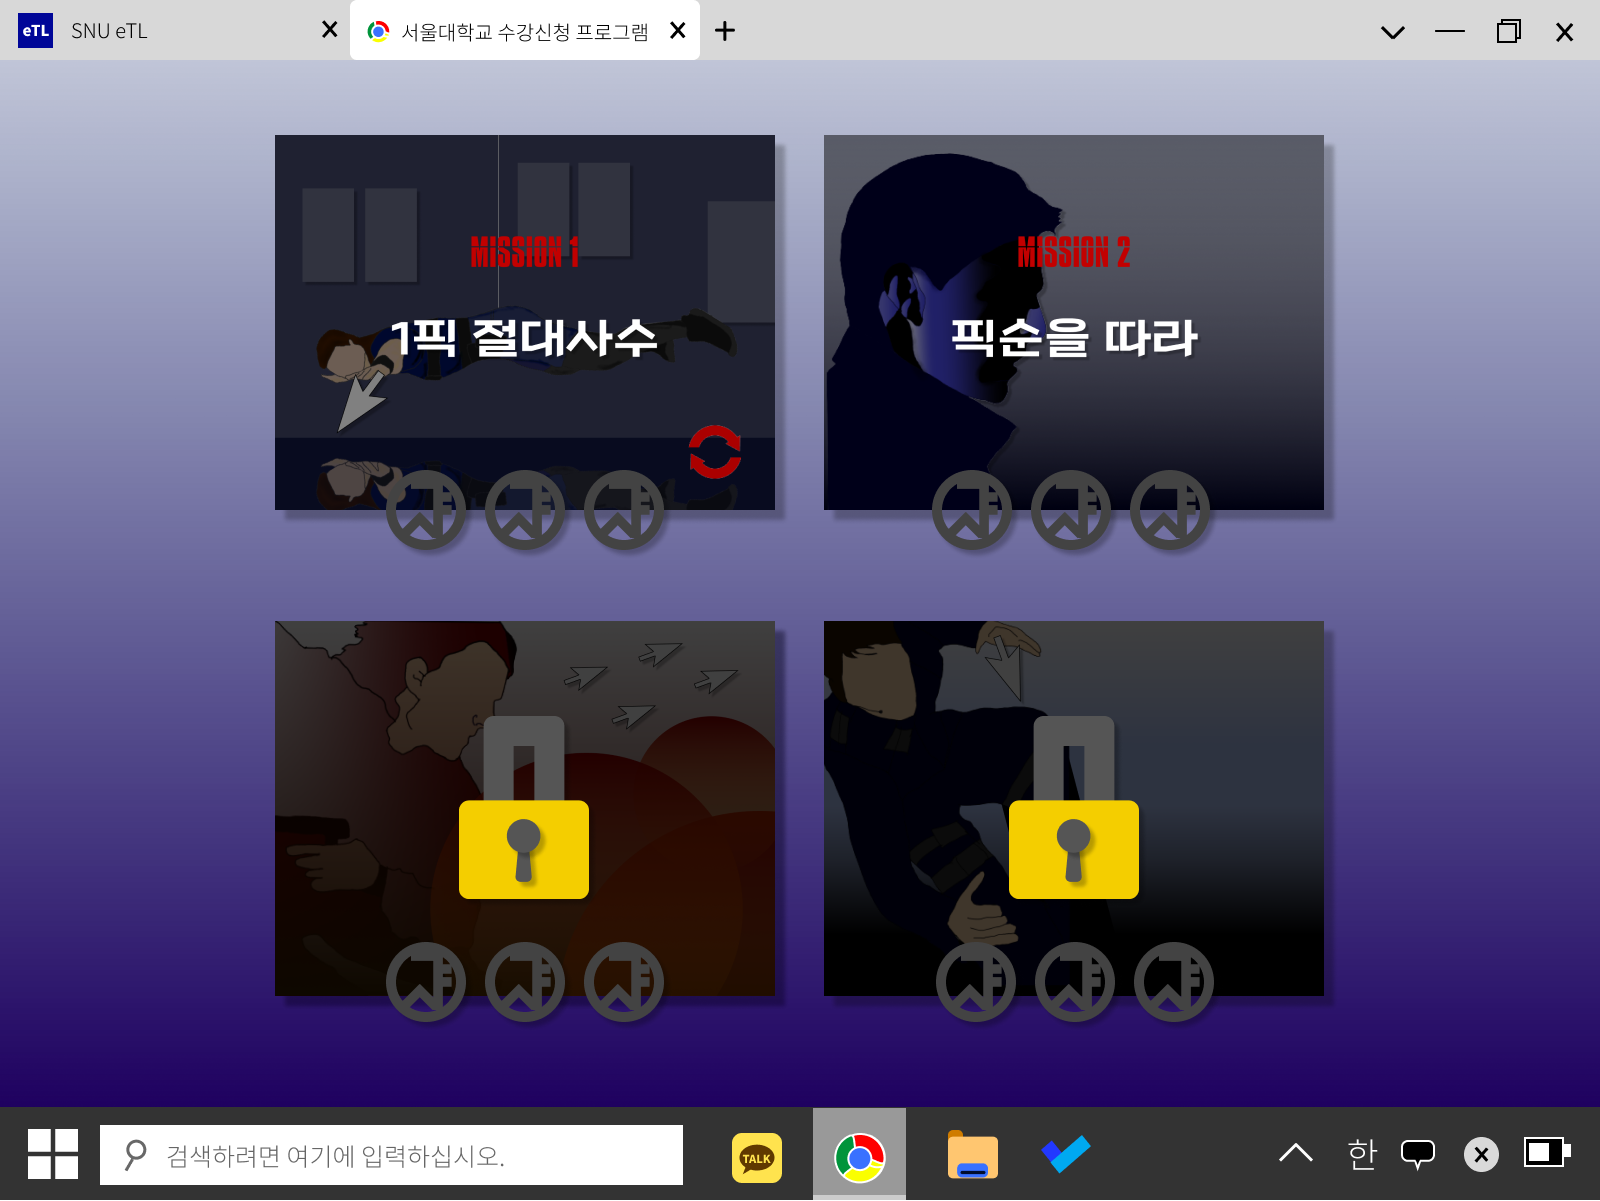 eTL SNU eTL
서울대학교 수강신청 프로그램
MISSION 1
1픽 절대사수
MISSION 2
픽순을 따라
검색하려면 여기에 입력하십시오.
TALK
한